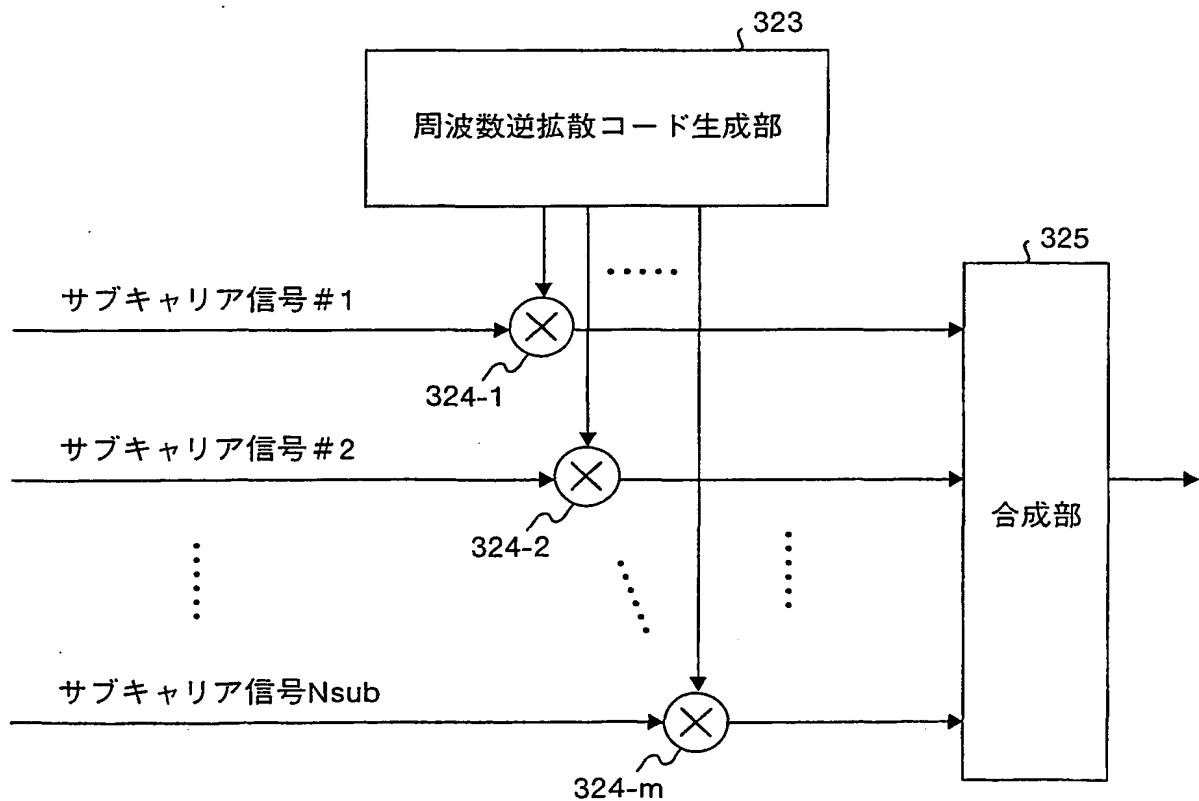 323
周波数逆拡散コード生成部
325
サブキャリア信号＃1
324-1
サブキャリア信号＃2
324-2
合成部
サブキャリア信号Nsub
324-m